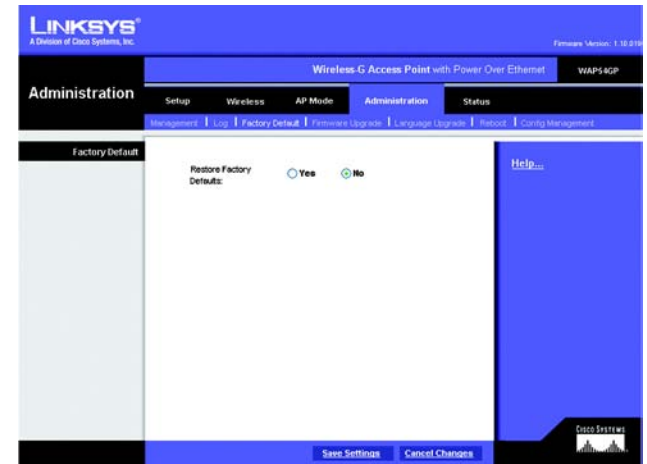 LINKSYS®
A Division of Cisco Systems, Inc.
Firmware Version: 1.10.019
Wireless-G Access Point with Power Over Ethernet WAP54GP
Administration
Setup Wireless AP Mode Administration Status
Management Log Factory Default Firmware Upgrade Language Upgrade Reboot Config Management
Factory Default
Restore Factory
Defaults:
Yes No
Help...
Save Settings Cancel Changes
CISCO SYSTEMS